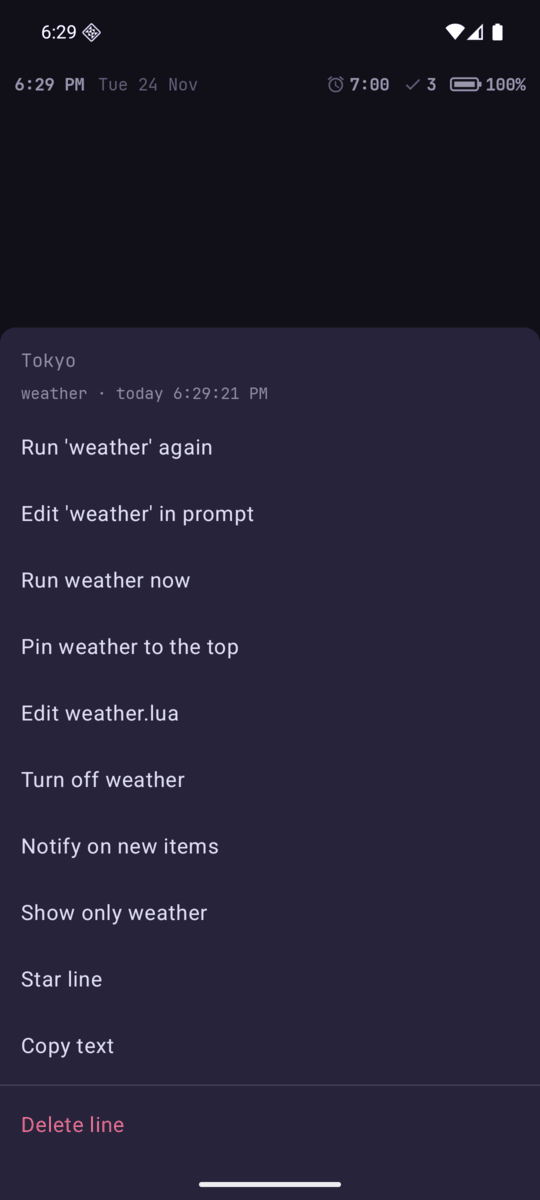 6:29
6:29 PM Tue 24 Nov 7:00 3 100%
Tokyo
weather · today 6:29:21 PM
Run 'weather' again
Edit 'weather' in prompt
Run weather now
Pin weather to the top
Edit weather.lua
Turn off weather
Notify on new items
Show only weather
Star line
Copy text
Delete line